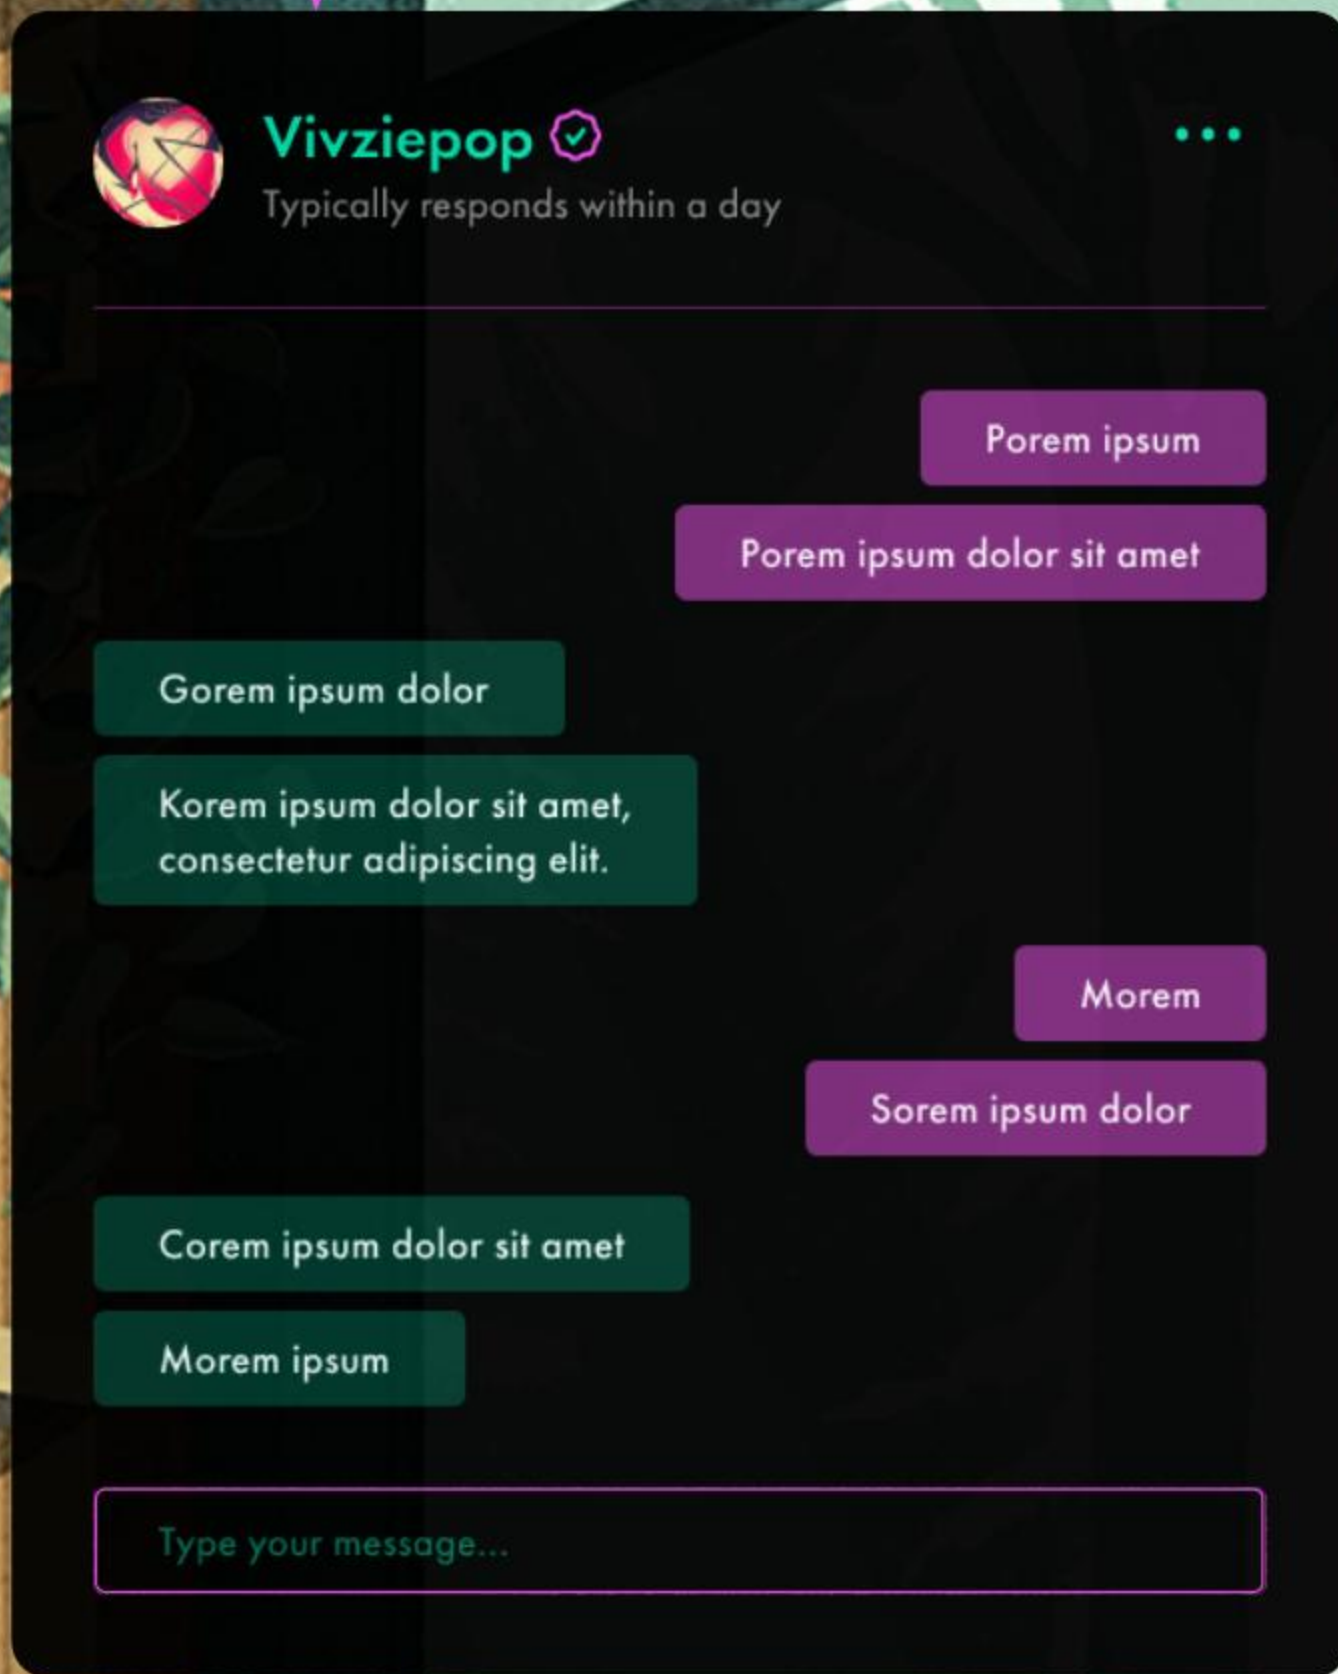 Vivziepop
Typically responds within a day
Porem ipsum
Porem ipsum dolor sit amet
Gorem ipsum dolor
Korem ipsum dolor sit amet,
consectetur adipiscing elit.
Morem
Sorem ipsum dolor
Corem ipsum dolor sit amet
Morem ipsum
Type your message...